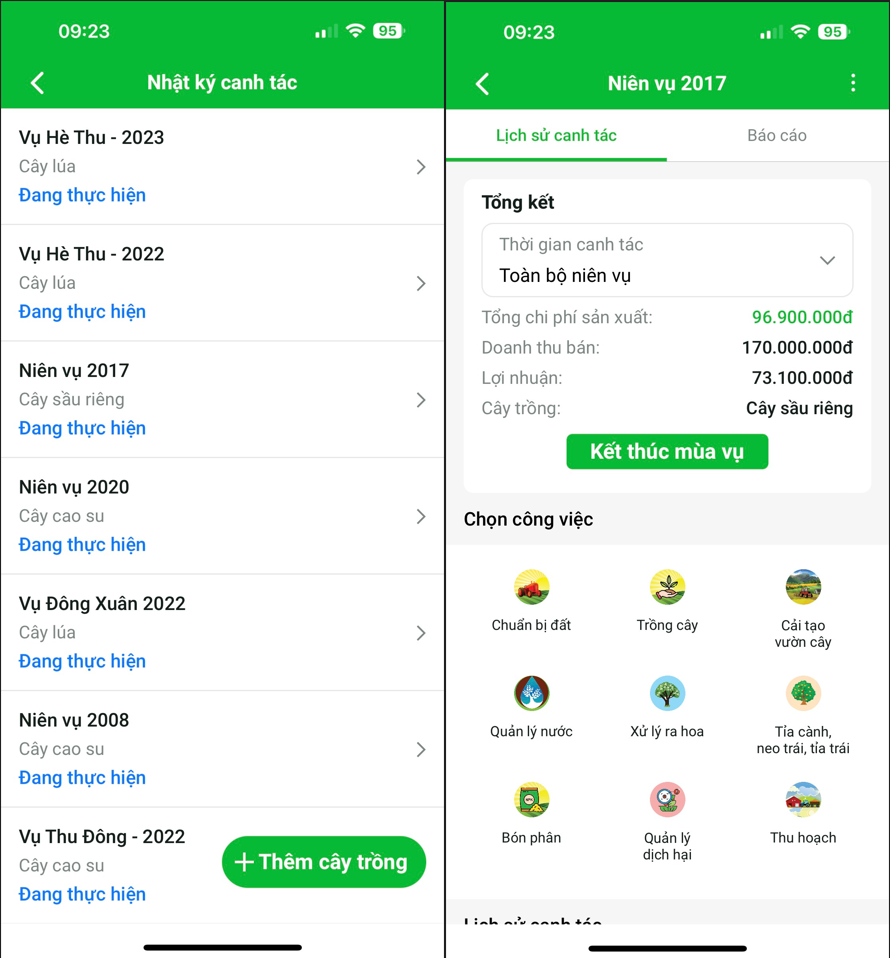 09:23
95
Nhật ký canh tác
Vụ Hè Thu - 2023
Cây lúa
Đang thực hiện
Vụ Hè Thu - 2022
Cây lúa
Đang thực hiện
Niên vụ 2017
Cây sầu riêng
Đang thực hiện
Niên vụ 2020
Cây cao su
Đang thực hiện
Vụ Đông Xuân 2022
Cây lúa
Đang thực hiện
Niên vụ 2008
Cây cao su
Đang thực hiện
Vụ Thu Đông - 2022
Cây cao su
Đang thực hiện
+ Thêm cây trồng
09:23
95
Niên vụ 2017
Lịch sử canh tác Báo cáo
Tổng kết
Thời gian canh tác
Toàn bộ niên vụ
Tổng chi phí sản xuất: 96.900.000đ
Doanh thu bán: 170.000.000đ
Lợi nhuận: 73.100.000đ
Cây trồng: Cây sầu riêng
Kết thúc mùa vụ
Chọn công việc
Chuẩn bị đất
Trồng cây
Cải tạo
vườn cây
Quản lý nước
Xử lý ra hoa
Tỉa cành,
neo trái, tỉa trái
Bón phân
Quản lý
dịch hại
Thu hoạch
Lịch sử canh tác